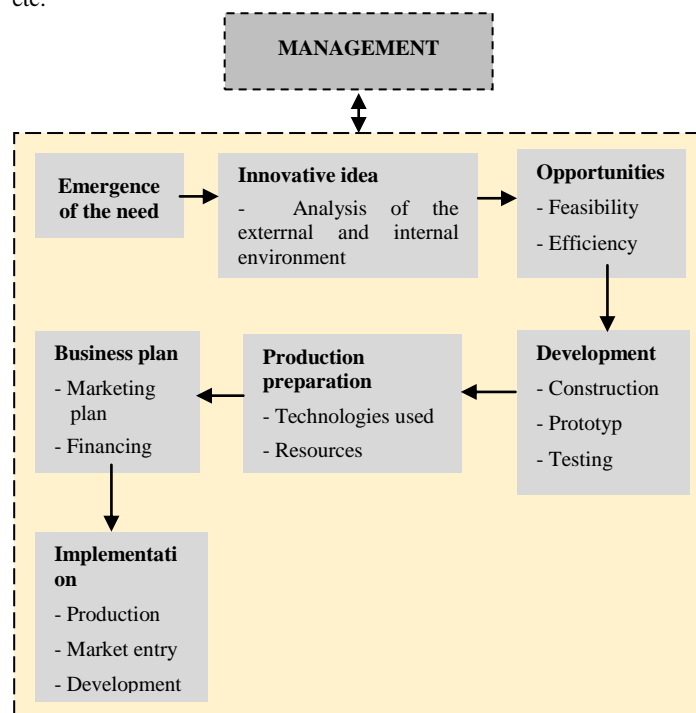 etc.
MANAGEMENT
Emergence
of the need
Innovative idea
- Analysis of the
exterrnal and internal
environment
Opportunities
- Feasibility
- Efficiency
Business plan
- Marketing
plan
- Financing
Production
preparation
- Technologies used
- Resources
Development
- Construction
- Prototyp
- Testing
Implementati
on
- Production
- Market entry
- Development